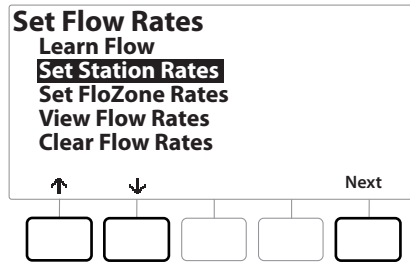 Set Flow Rates
Learn Flow
Set Station Rates
Set FloZone Rates
View Flow Rates
Clear Flow Rates
Next